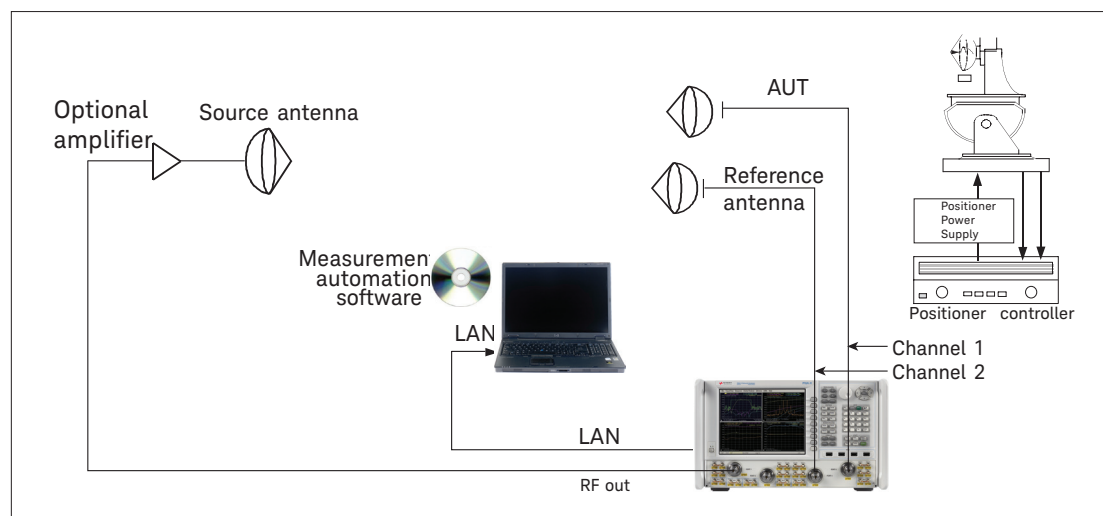 Optional
amplifier
Source antenna
AUT
Reference
antenna
Positioner
Power
Supply
Positioner controller
Measuremen
automation
software
LAN
Channel 1
Channel 2
LAN
RF out